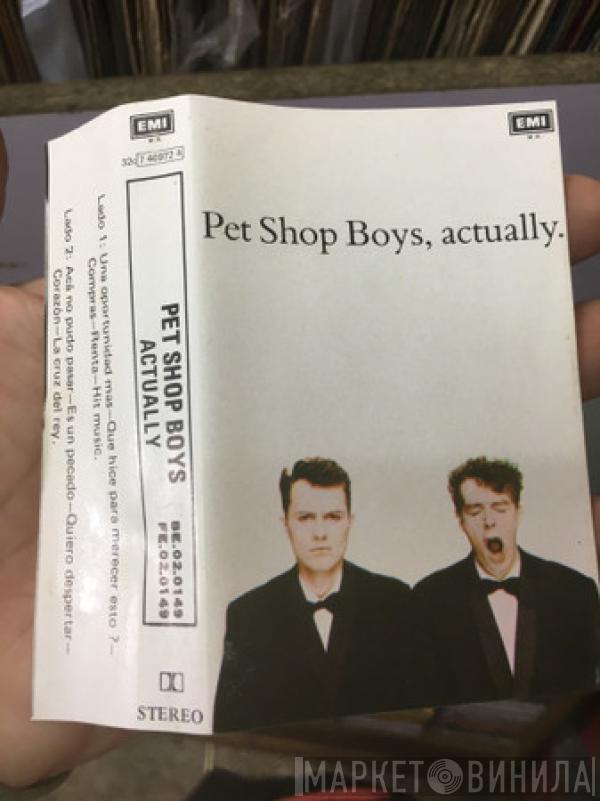 EMI
32c 7 46972 4
PET SHOP BOYS
ACTUALLY
BE.02.0149
FE.02.0149
Lado 1: Una oportunidad mas—Que hice para merecer esto ?—
Compras—Renta—Hit music.
Lado 2: Acá no pudo pasar—Es un pecado—Quiero despertar—
Corazón—La cruz del rey.
STEREO
EMI
Pet Shop Boys, actually.
МАРКЕТ ВИНИЛА